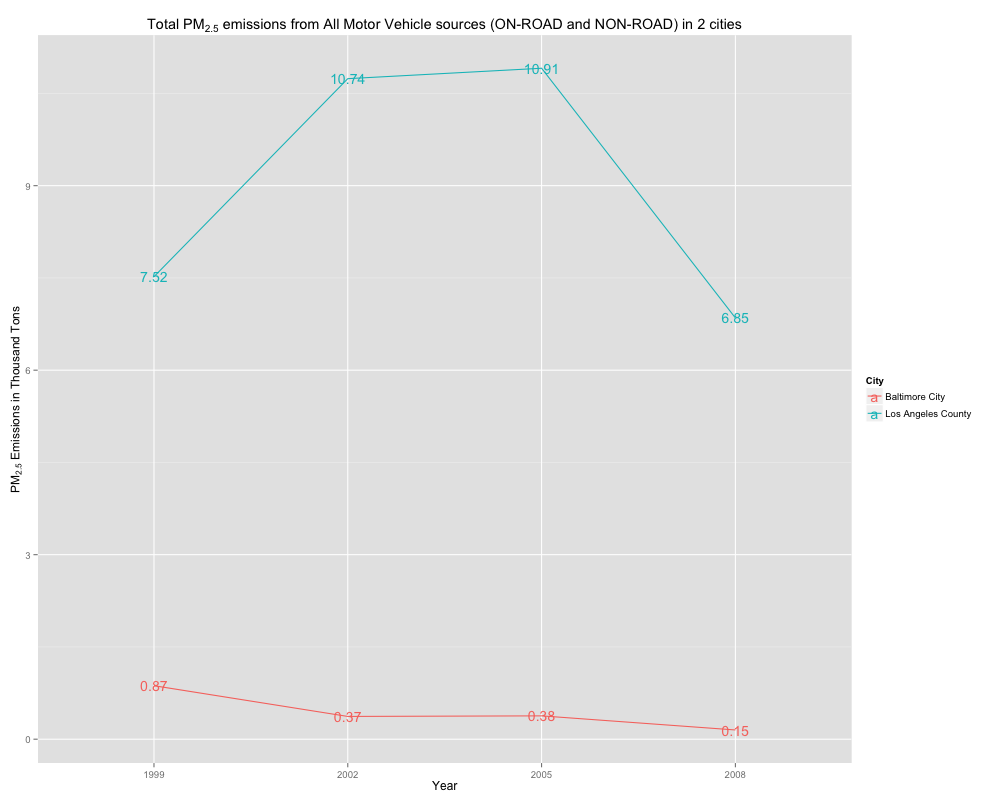 Total PM2.5 emissions from All Motor Vehicle sources (ON-ROAD and NON-ROAD) in 2 cities
PM2.5 Emissions in Thousand Tons
9
6
3
0
10.74
10.91
7.52
6.85
0.87
0.37
0.38
0.15
1999
2002
2005
2008
Year
City
a Baltimore City
a Los Angeles County